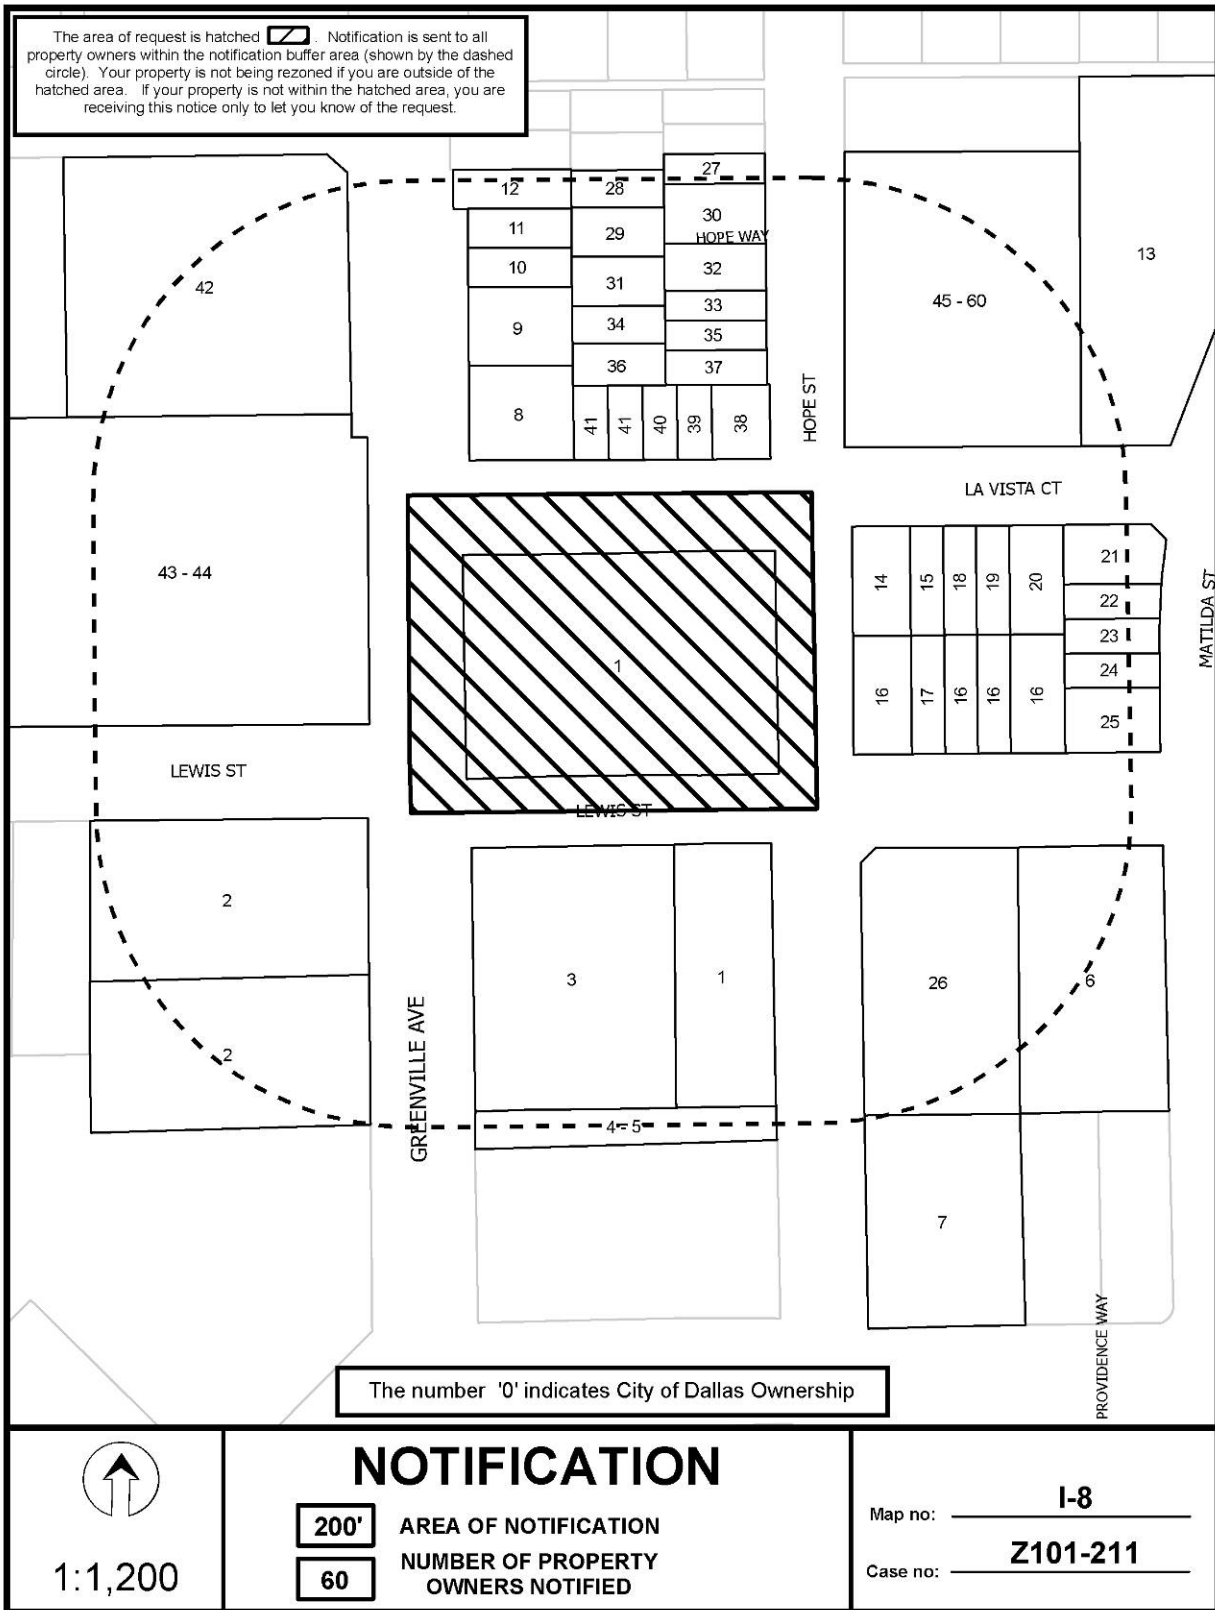 The area of request is hatched . Notification is sent to all
property owners within the notification buffer area (shown by the dashed
circle). Your property is not being rezoned if you are outside of the
hatched area. If your property is not within the hatched area, you are
receiving this notice only to let you know of the request.
27
12
28
30
11
29
HOPE WAY
13
10
32
31
42
45 - 60
33
9
34
35
36
37
8
41
41
40
39
38
HOPE ST
LA VISTA CT
43 - 44
14
15
18
19
20
21
22
23
24
25
MATILDA ST
1
16
17
16
16
16
LEWIS ST
LEWIS ST
2
3
1
26
6
2
GREENVILLE AVE
4 - 5
7
PROVIDENCE WAY
The number '0' indicates City of Dallas Ownership
1:1,200
NOTIFICATION
200' AREA OF NOTIFICATION
60 NUMBER OF PROPERTY
OWNERS NOTIFIED
Map no: I-8
Case no: Z101-211